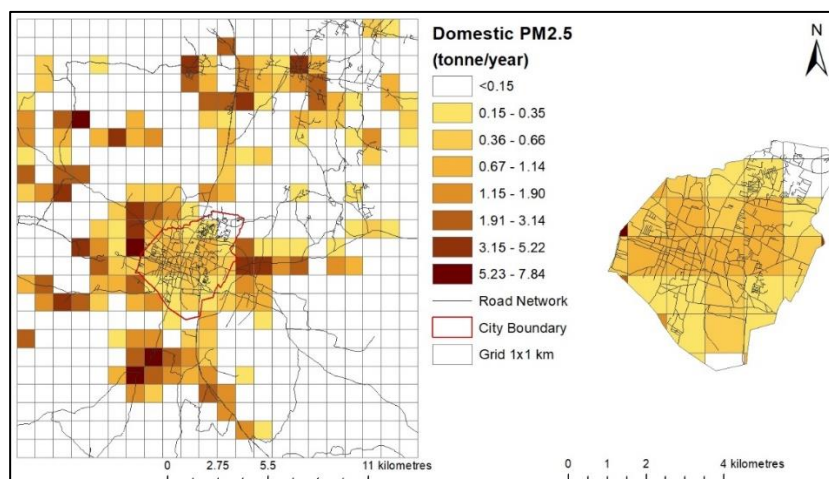 Domestic PM2.5
(tonne/year)
<0.15
0.15 - 0.35
0.36 - 0.66
0.67 - 1.14
1.15 - 1.90
1.91 - 3.14
3.15 - 5.22
5.23 - 7.84
Road Network
City Boundary
Grid 1x1 km
N
0 2.75 5.5 11 kilometres
0 1 2 4 kilometres